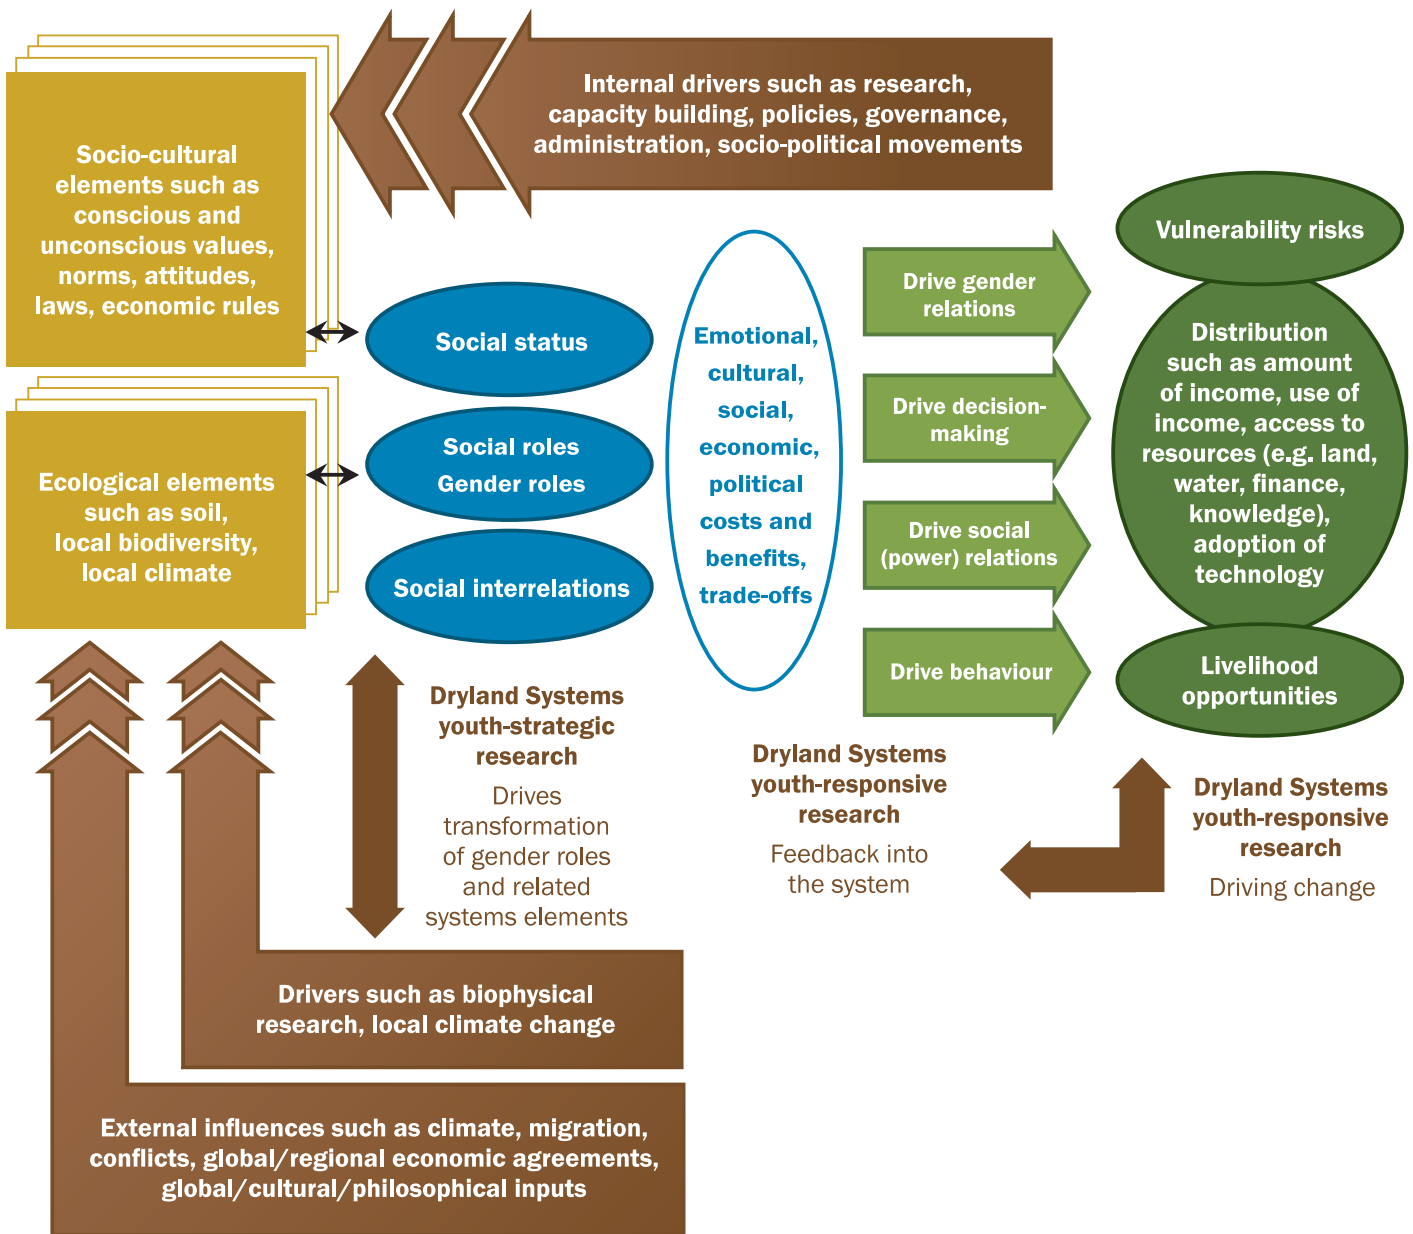 Internal drivers such as research,
capacity building, policies, governance,
administration, socio-political movements
Socio-cultural
elements such as
conscious and
unconscious values,
norms, attitudes,
laws, economic rules
Ecological elements
such as soil,
local biodiversity,
local climate
Social status
Social roles
Gender roles
Social interrelations
Emotional,
cultural,
social,
economic,
political
costs and
benefits,
trade-offs
Drive gender
relations
Drive decision-
making
Drive social
(power) relations
Drive behaviour
Vulnerability risks
Distribution
such as amount
of income, use of
income, access to
resources (e.g. land,
water, finance,
knowledge),
adoption of
technology
Livelihood
opportunities
Dryland Systems
youth-strategic
research
Drives
transformation
of gender roles
and related
systems elements
Dryland Systems
youth-responsive
research
Feedback into
the system
Dryland Systems
youth-responsive
research
Driving change
Drivers such as biophysical
research, local climate change
External influences such as climate, migration,
conflicts, global/regional economic agreements,
global/cultural/philosophical inputs